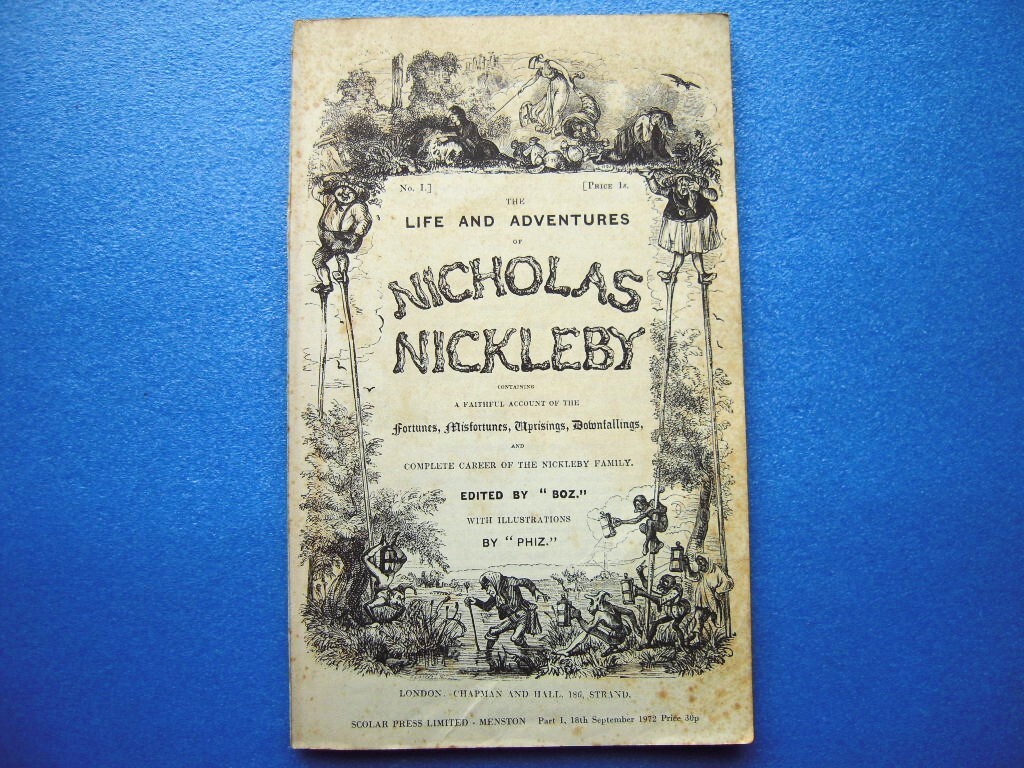 No. I.] [Price 1s.
THE
LIFE AND ADVENTURES
OF
NICHOLAS
NICKLEBY
CONTAINING
A FAITHFUL ACCOUNT OF THE
Fortunes, Misfortunes, Uprisings, Downfallings,
AND
COMPLETE CAREER OF THE NICKLEBY FAMILY.
EDITED BY “BOZ.”
WITH ILLUSTRATIONS
BY “PHIZ.”
LONDON. CHAPMAN AND HALL, 186, STRAND.
SCOLAR PRESS LIMITED - MENSTON Part 1, 18th September 1972 Price 30p